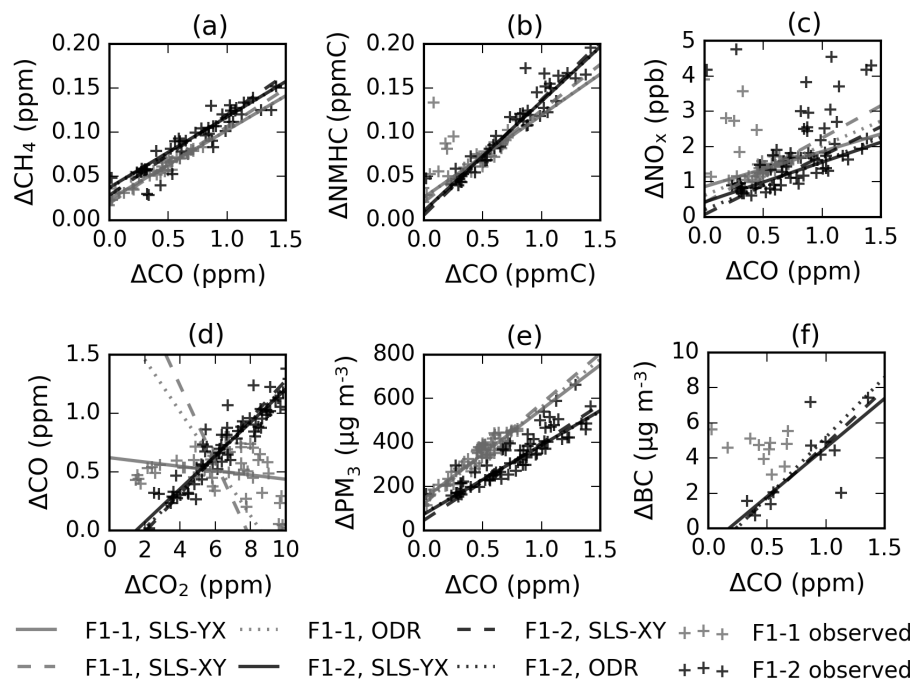 (a) (b) (c)
ΔCH₄ (ppm)
0.20
0.15
0.10
0.05
0.00
0.0 0.5 1.0 1.5
ΔCO (ppm)
ΔNMHC (ppmC)
0.20
0.15
0.10
0.05
0.00
0.0 0.5 1.0 1.5
ΔCO (ppmC)
ΔNOₓ (ppb)
5
4
3
2
1
0
0.0 0.5 1.0 1.5
ΔCO (ppm)
(d) (e) (f)
ΔCO (ppm)
1.5
1.0
0.5
0.0
0 2 4 6 8 10
ΔCO₂ (ppm)
ΔPM₃ (µg m⁻³)
800
600
400
200
0
0.0 0.5 1.0 1.5
ΔCO (ppm)
ΔBC (µg m⁻³)
10
8
6
4
2
0
0.0 0.5 1.0 1.5
ΔCO (ppm)
F1-1, SLS-YX F1-1, ODR F1-2, SLS-XY F1-1 observed
F1-1, SLS-XY F1-2, SLS-YX F1-2, ODR F1-2 observed